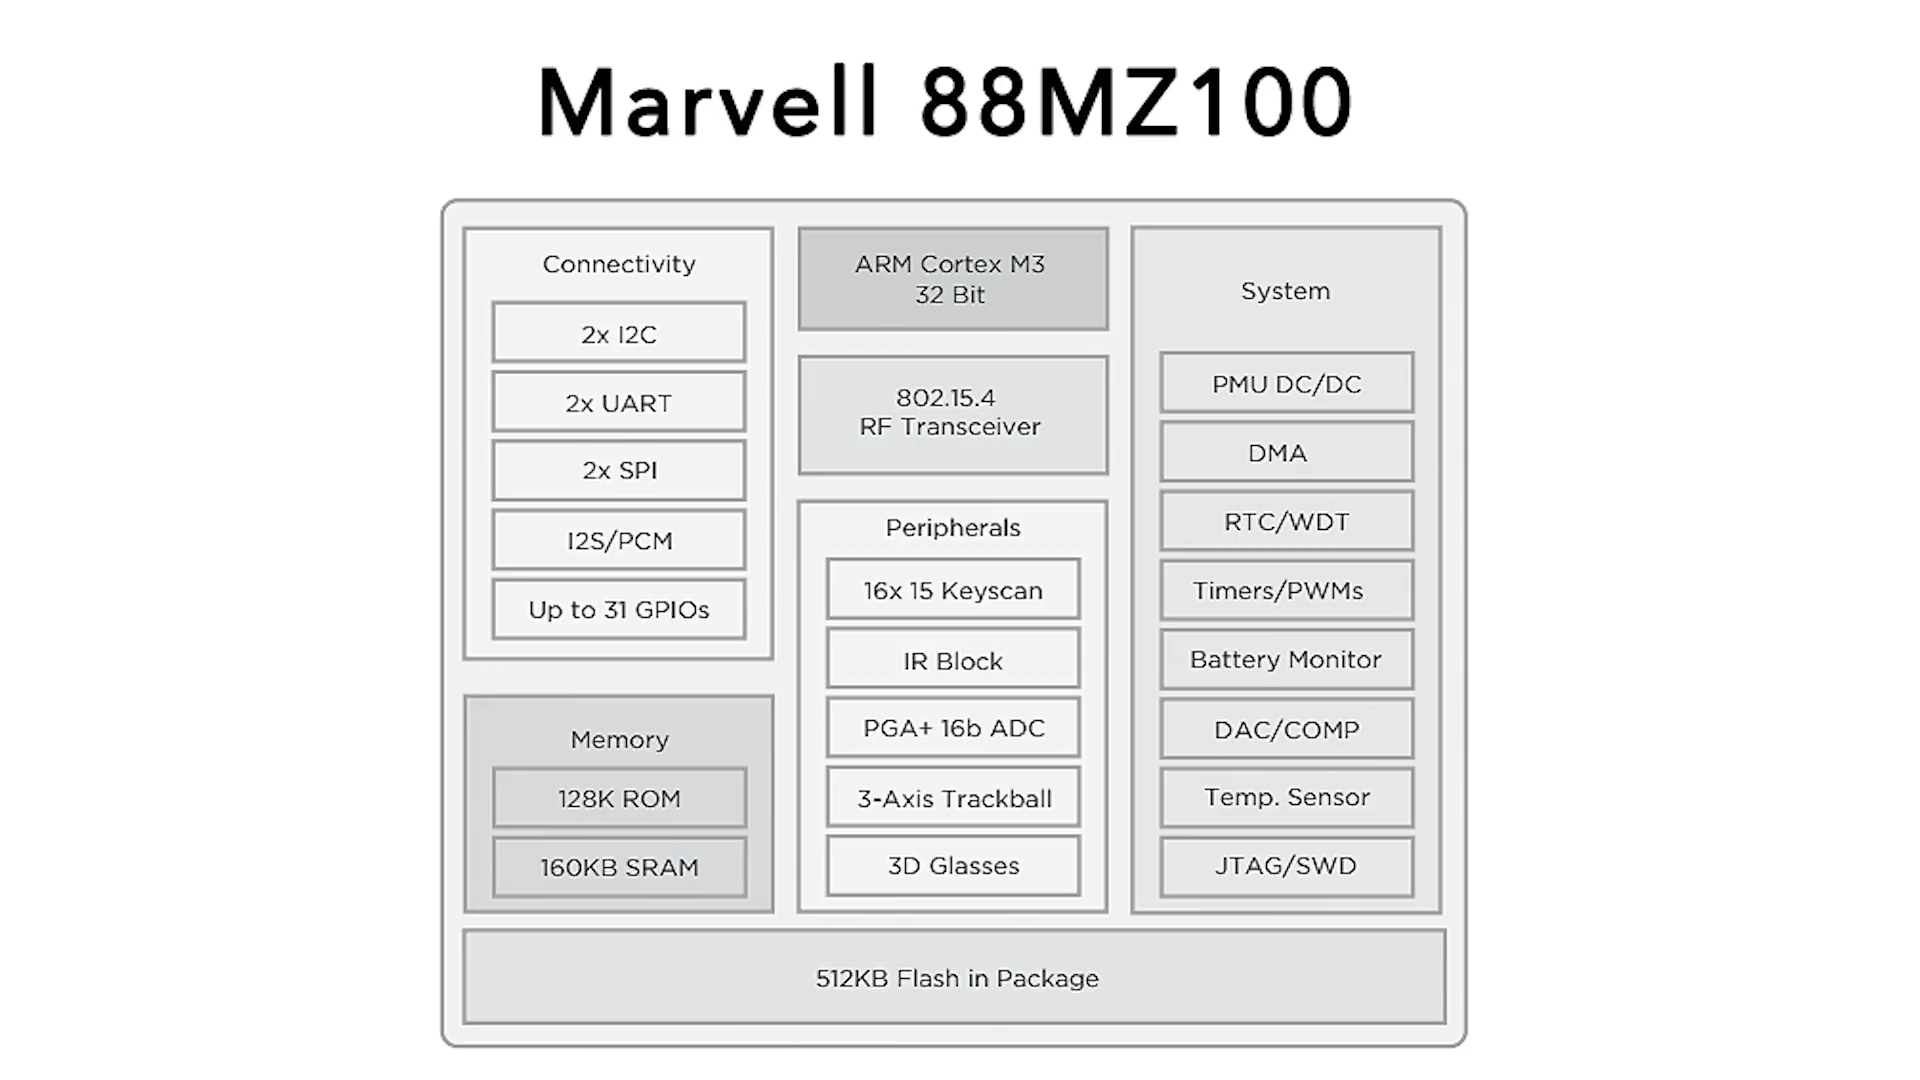 Marvell 88MZ100
Connectivity
2x I2C
2x UART
2x SPI
I2S/PCM
Up to 31 GPIOs
Memory
128K ROM
160KB SRAM
ARM Cortex M3
32 Bit
802.15.4
RF Transceiver
Peripherals
16x 15 Keyscan
IR Block
PGA+ 16b ADC
3-Axis Trackball
3D Glasses
System
PMU DC/DC
DMA
RTC/WDT
Timers/PWMs
Battery Monitor
DAC/COMP
Temp. Sensor
JTAG/SWD
512KB Flash in Package